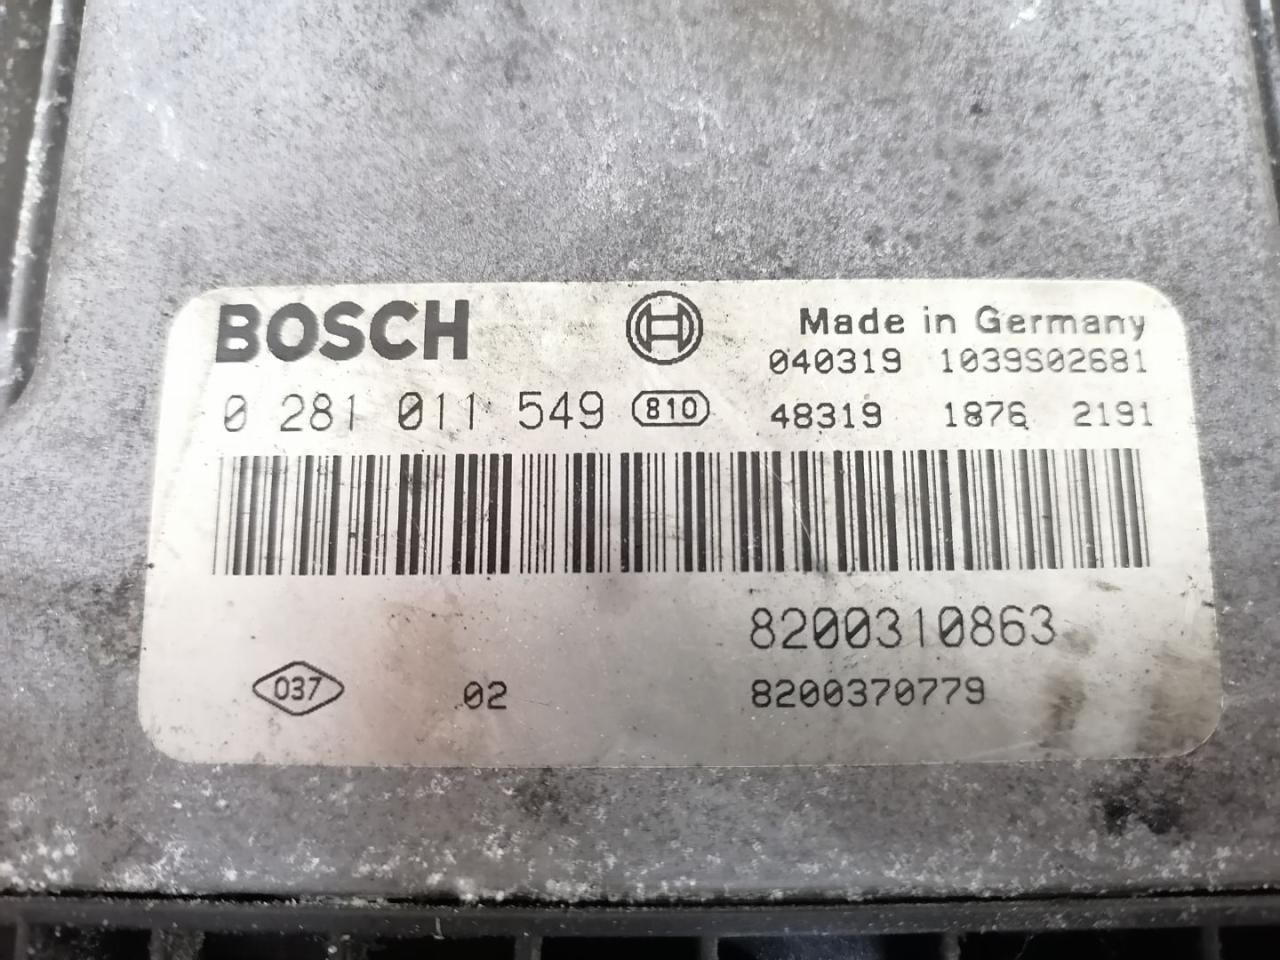 BOSCH
Made in Germany
040319 1039S02681
0 281 011 549 810 48319 1876 2191
8200310863
037 02 8200370779